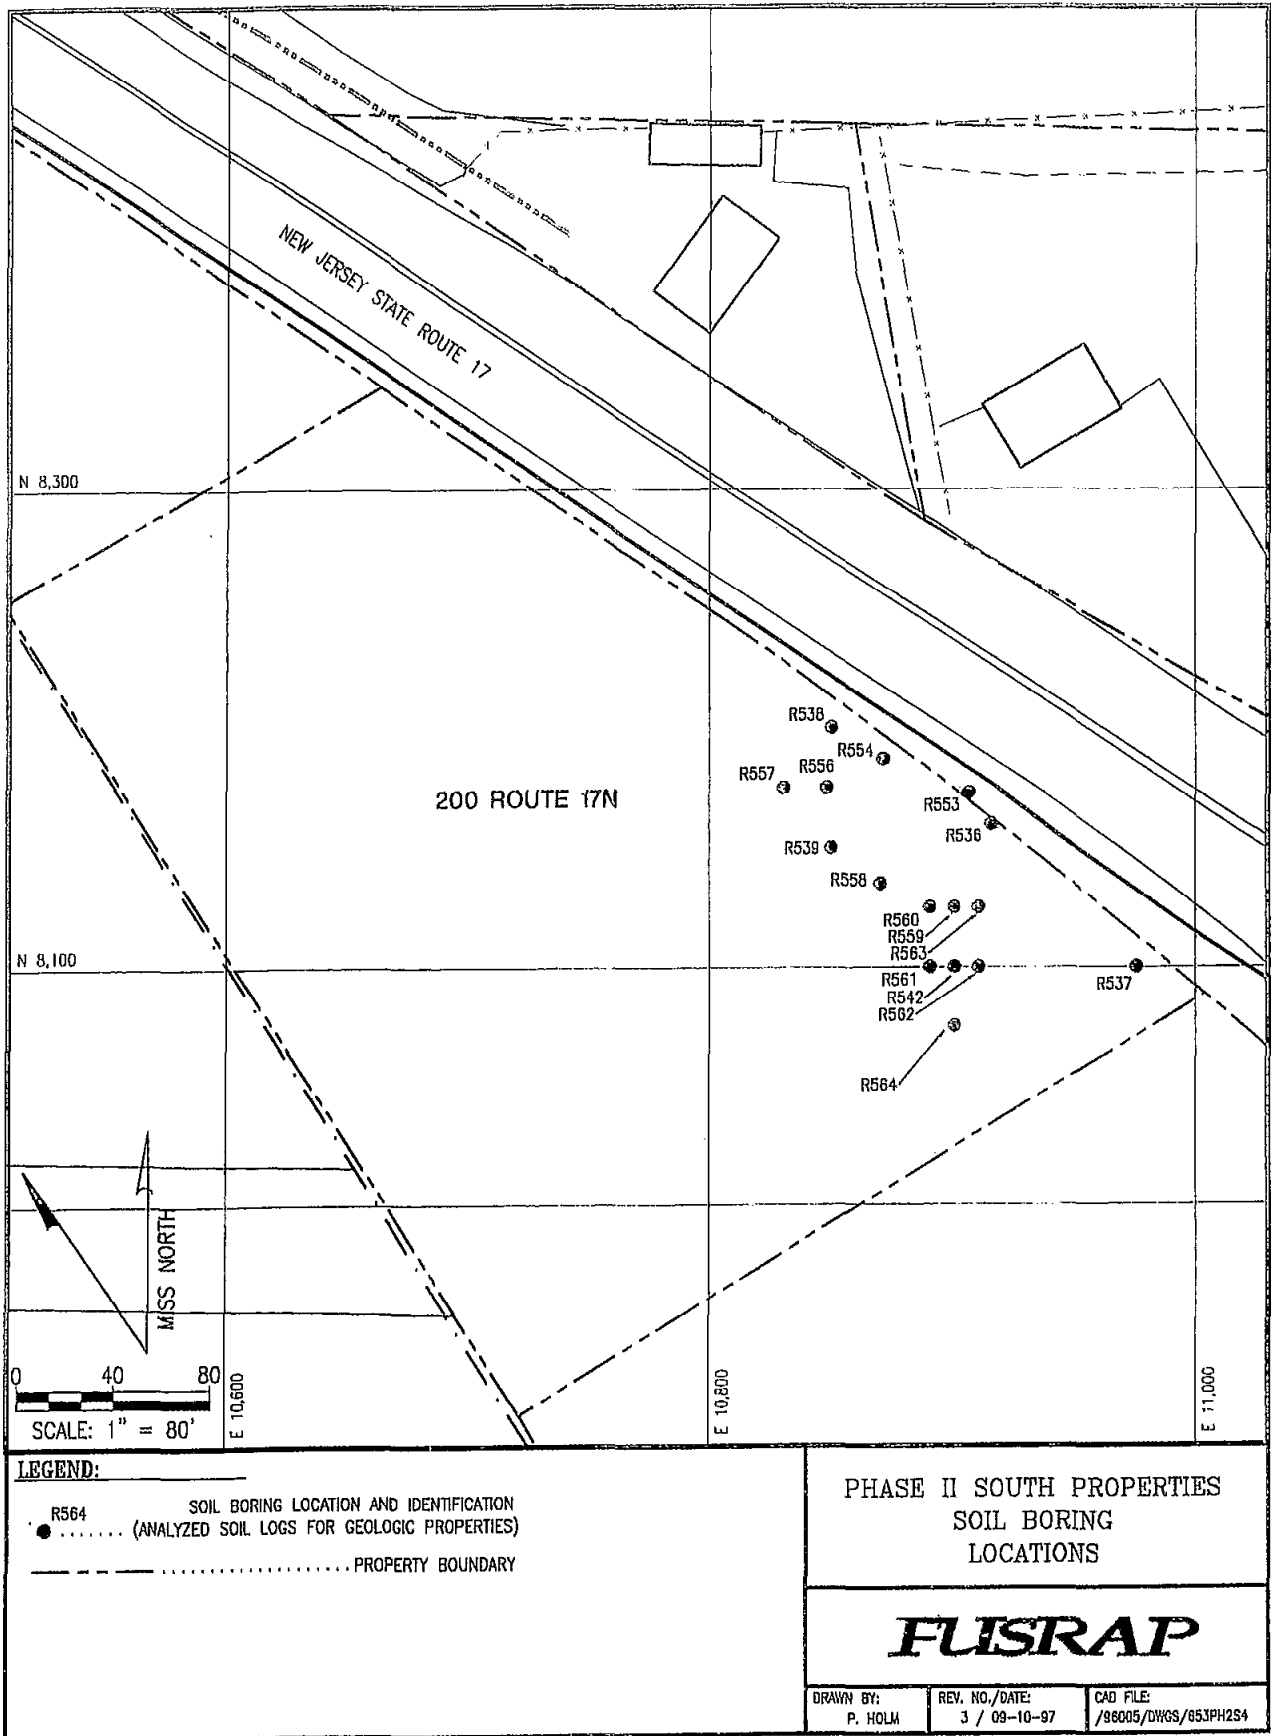 NEW JERSEY STATE ROUTE 17
N 8,300
R538
R554
R557
R556
200 ROUTE 17N
R553
R536
R539
R558
R560
R559
R563
N 8,100
R561
R542
R562
R537
R564
MISS NORTH
0 40 80
SCALE: 1" = 80'
E 10,600
E 10,800
E 11,000
LEGEND:
R564
SOIL BORING LOCATION AND IDENTIFICATION
(ANALYZED SOIL LOGS FOR GEOLOGIC PROPERTIES)
PROPERTY BOUNDARY
PHASE II SOUTH PROPERTIES
SOIL BORING
LOCATIONS
FUSRAP
DRAWN BY:
P. HOLM
REV. NO./DATE:
3 / 09-10-97
CAD FILE:
/96005/DWGS/G53PH2S4